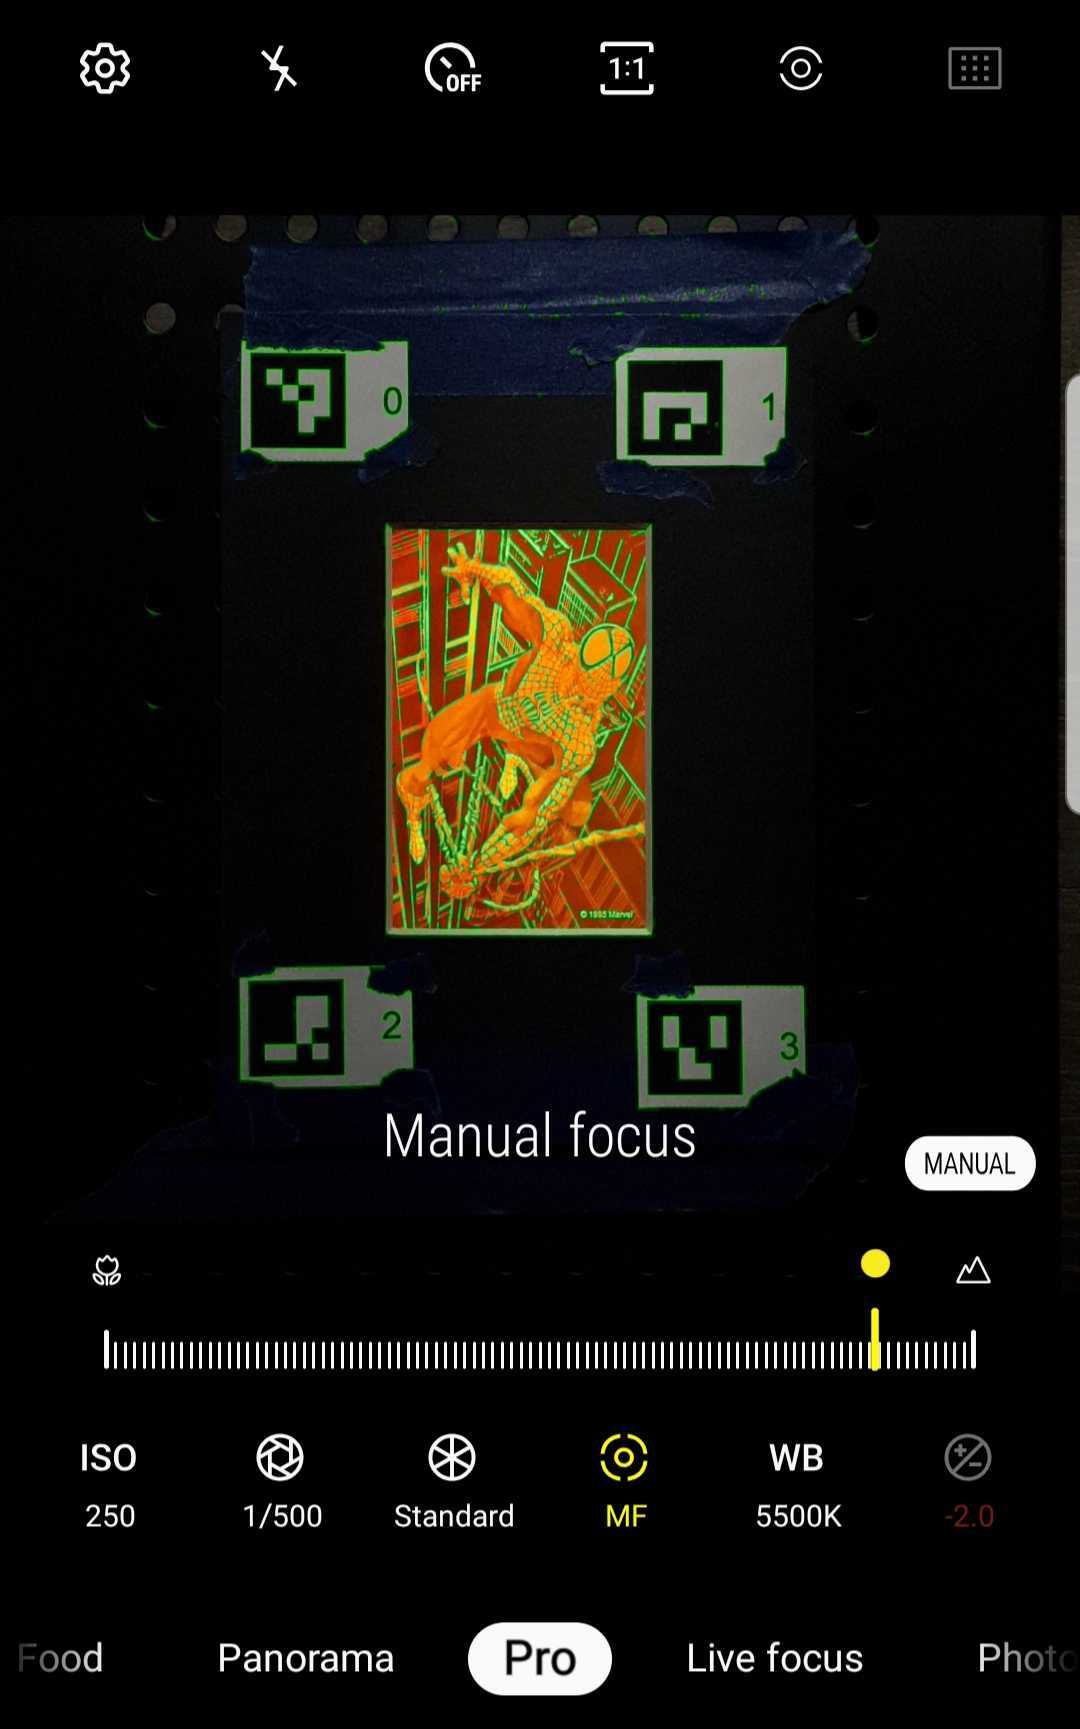 OFF
1:1
0
1
© 1995 Marvel
2
3
Manual focus
MANUAL
ISO
WB
250
1/500
Standard
MF
5500K
-2.0
Food
Panorama
Pro
Live focus
Photo